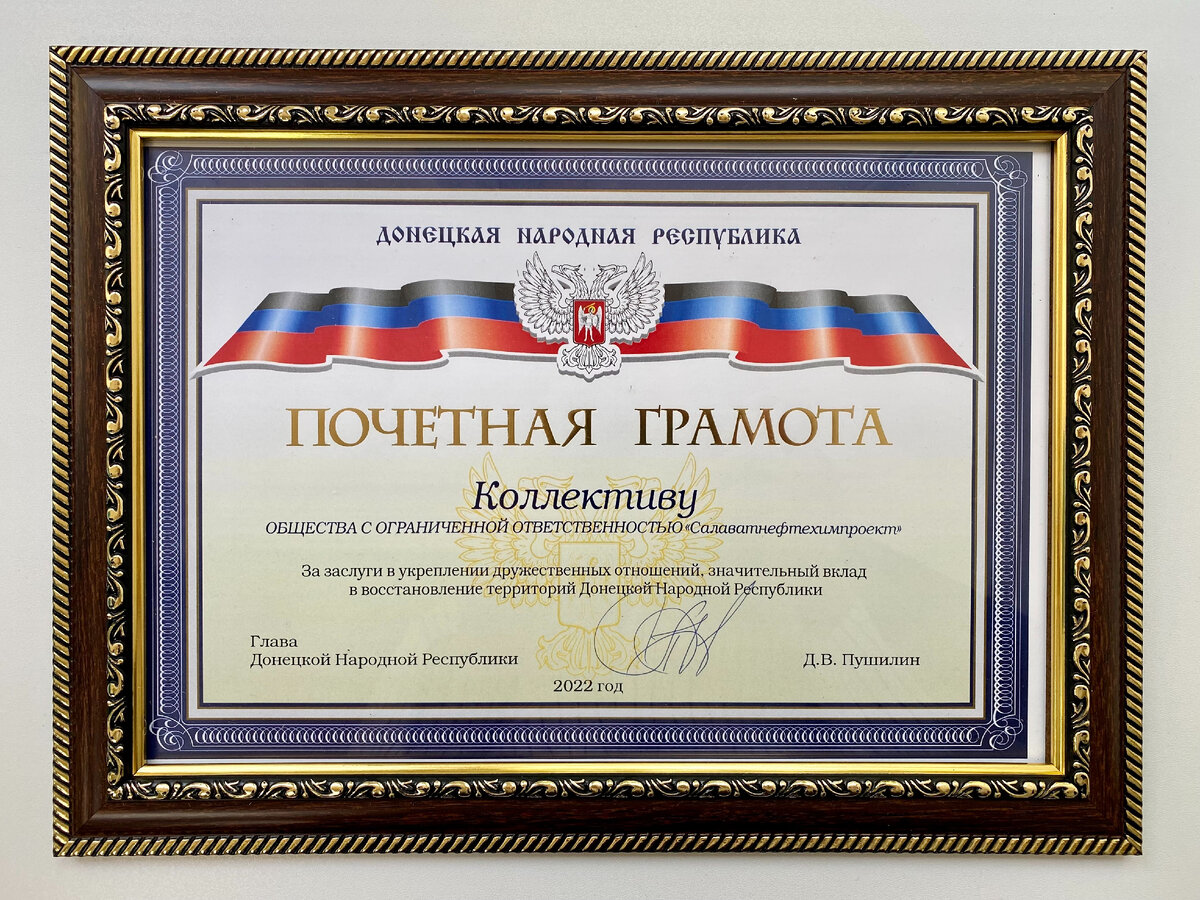 ДОНЕЦКАЯ НАРОДНАЯ РЕСПУБЛИКА
ПОЧЕТНАЯ ГРАМОТА
Коллективу
ОБЩЕСТВА С ОГРАНИЧЕННОЙ ОТВЕТСТВЕННОСТЬЮ «Салаватнефтехимпроект»
За заслуги в укреплении дружественных отношений, значительный вклад
в восстановление территорий Донецкой Народной Республики
Глава
Донецкой Народной Республики Д.В. Пушилин
2022 год